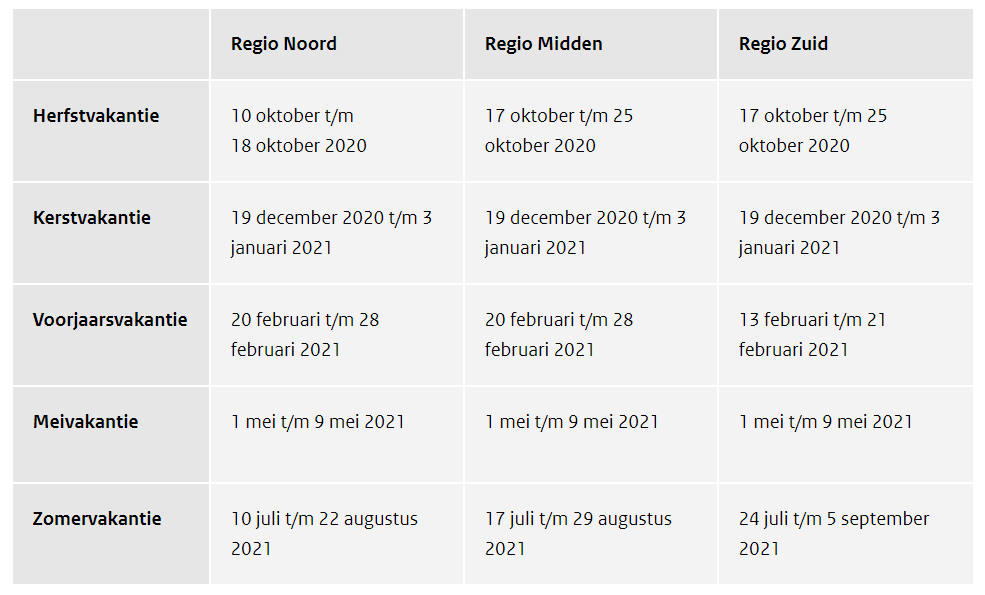 Regio Noord Regio Midden Regio Zuid
Herfstvakantie 10 oktober t/m 17 oktober t/m 25 17 oktober t/m 25
18 oktober 2020 oktober 2020 oktober 2020
Kerstvakantie 19 december 2020 t/m 3 19 december 2020 t/m 3 19 december 2020 t/m 3
januari 2021 januari 2021 januari 2021
Voorjaarsvakantie 20 februari t/m 28 20 februari t/m 28 13 februari t/m 21
februari 2021 februari 2021 februari 2021
Meivakantie 1 mei t/m 9 mei 2021 1 mei t/m 9 mei 2021 1 mei t/m 9 mei 2021
Zomervakantie 10 juli t/m 22 augustus 17 juli t/m 29 augustus 24 juli t/m 5 september
2021 2021 2021